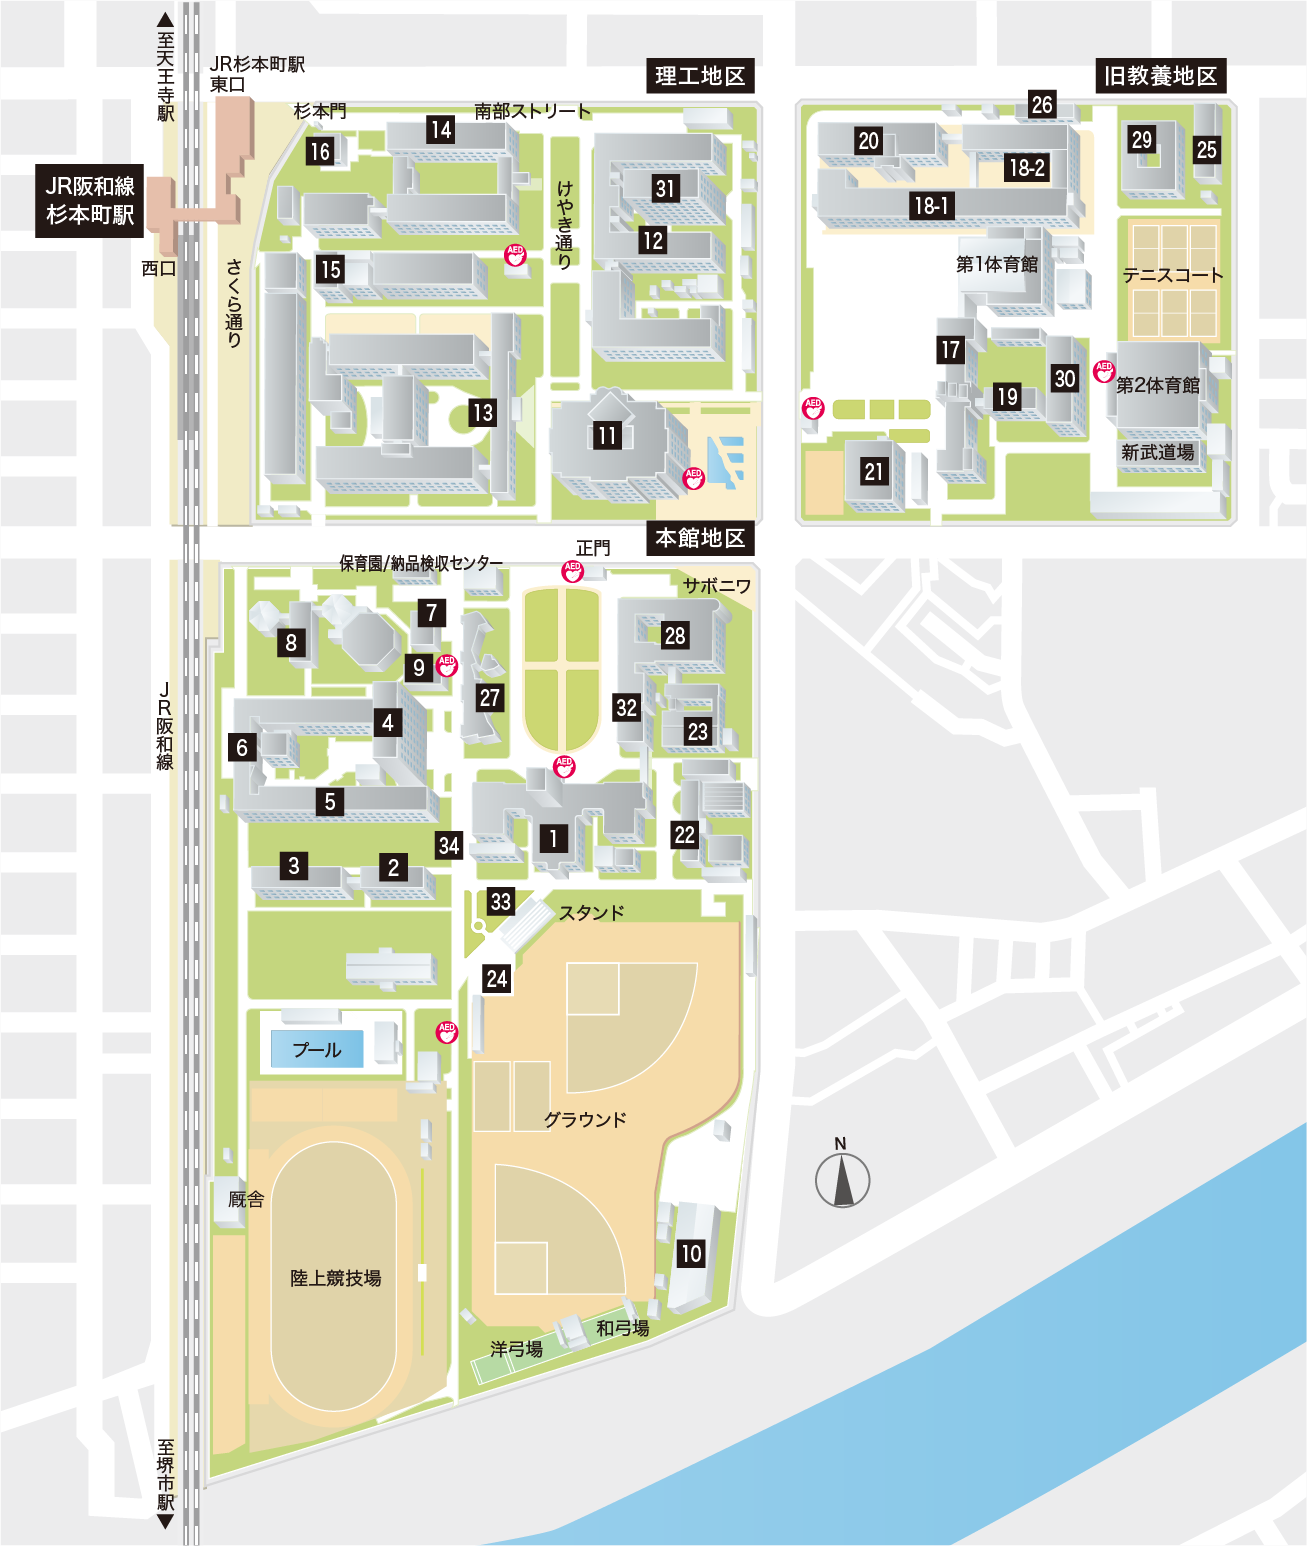 ▲至天王寺駅
JR杉本町駅
東口
JR阪和線
杉本町駅
西口
さくら通り
理工地区
杉本門
南部ストリート
けやき通り
14
16
31
12
15
AED
13
11
AED
旧教養地区
26
20
18-2
29
25
18-1
第1体育館
テニスコート
17
AED
第2体育館
30
19
AED
新武道場
21
本館地区
正門
保育園/納品検収センター
AED
サボニワ
7
8
28
9
AED
27
32
4
23
6
AED
5
1
22
34
3
2
33
スタンド
24
AED
プール
グラウンド
厩舎
陸上競技場
10
和弓場
洋弓場
JR阪和線
N
至堺市駅▼